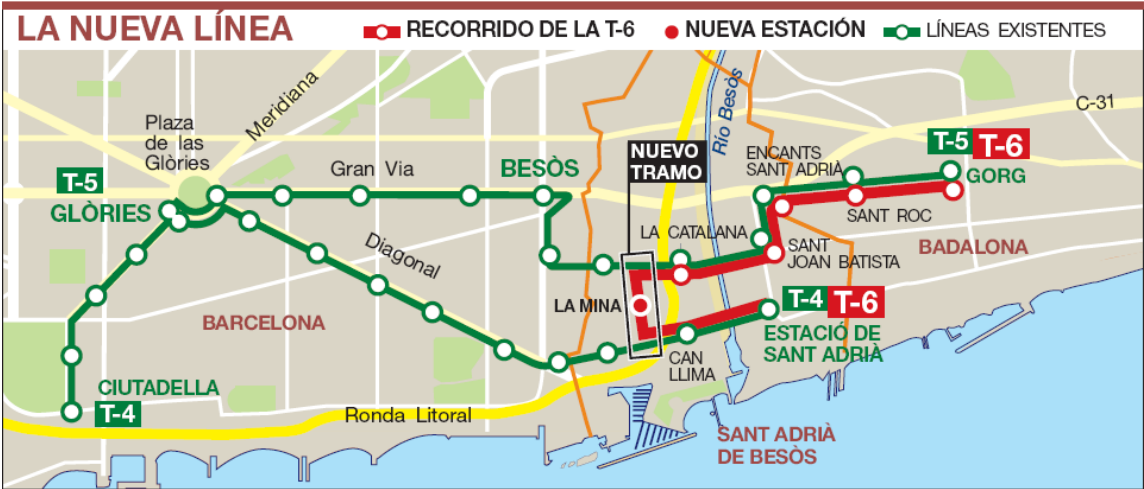 LA NUEVA LÍNEA
RECORRIDO DE LA T-6
NUEVA ESTACIÓN
LÍNEAS EXISTENTES
Plaza
de las
Glòries
Meridiana
T-5
GLÒRIES
Gran Via
BESÒS
NUEVO
TRAMO
Río Besòs
C-31
ENCANTS
SANT ADRIÀ
T-5 T-6
GORG
SANT ROC
LA CATALANA
SANT
JOAN BATISTA
BADALONA
Diagonal
LA MINA
T-4 T-6
ESTACIÓ DE
SANT ADRIÀ
BARCELONA
CAN
LLIMA
CIUTADELLA
T-4
Ronda Litoral
SANT ADRIÀ
DE BESÒS